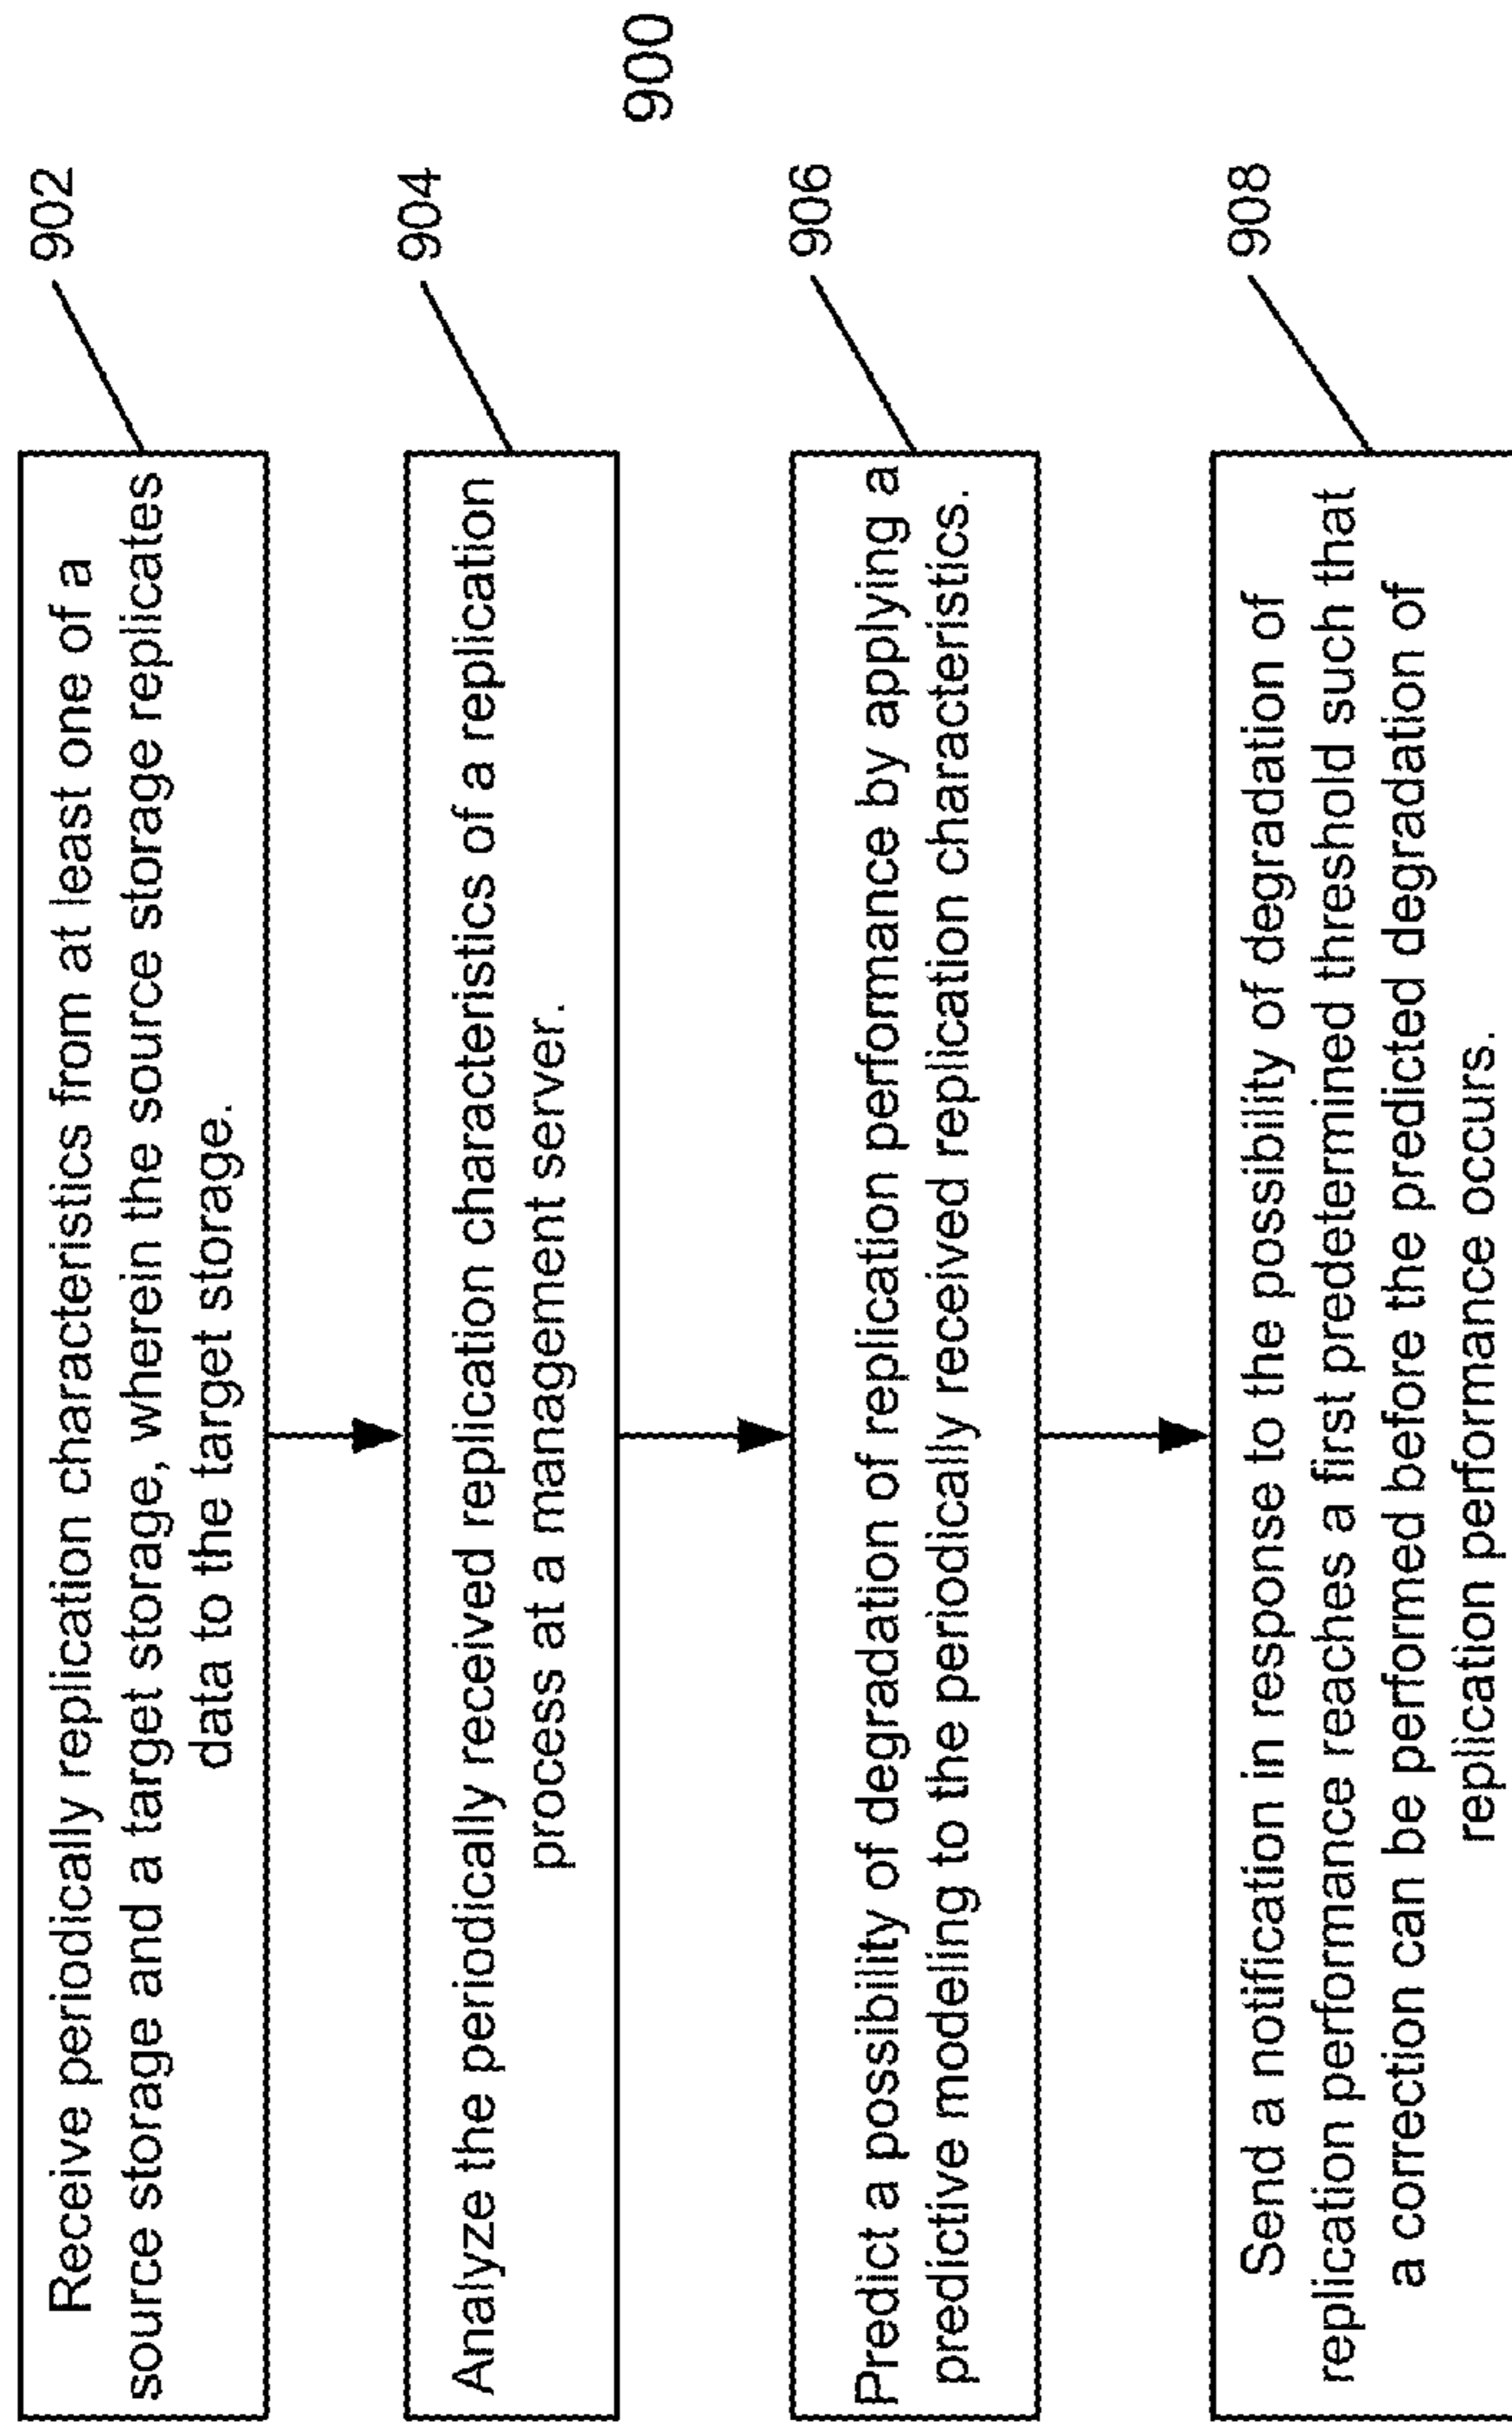 Receive periodically replication characteristics from at least one of a
source storage and a target storage, wherein the source storage replicates
data to the target storage.
902
Analyze the periodically received replication characteristics of a replication
process at a management server.
904
Predict a possibility of degradation of replication performance by applying a
predictive modeling to the periodically received replication characteristics.
906
Send a notification in response to the possibility of degradation of
replication performance reaches a first predetermined threshold such that
a correction can be performed before the predicted degradation of
replication performance occurs.
908
900